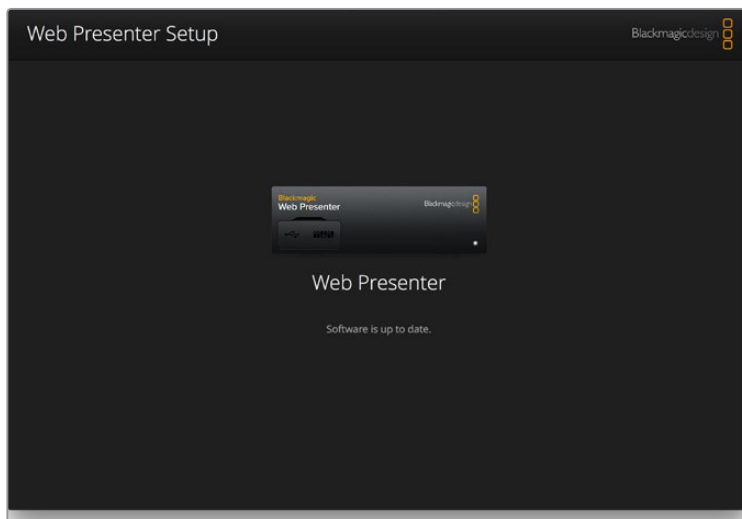 Web Presenter Setup
Blackmagicdesign
Blackmagic
Web Presenter
Blackmagicdesign
Web Presenter
Software is up to date.